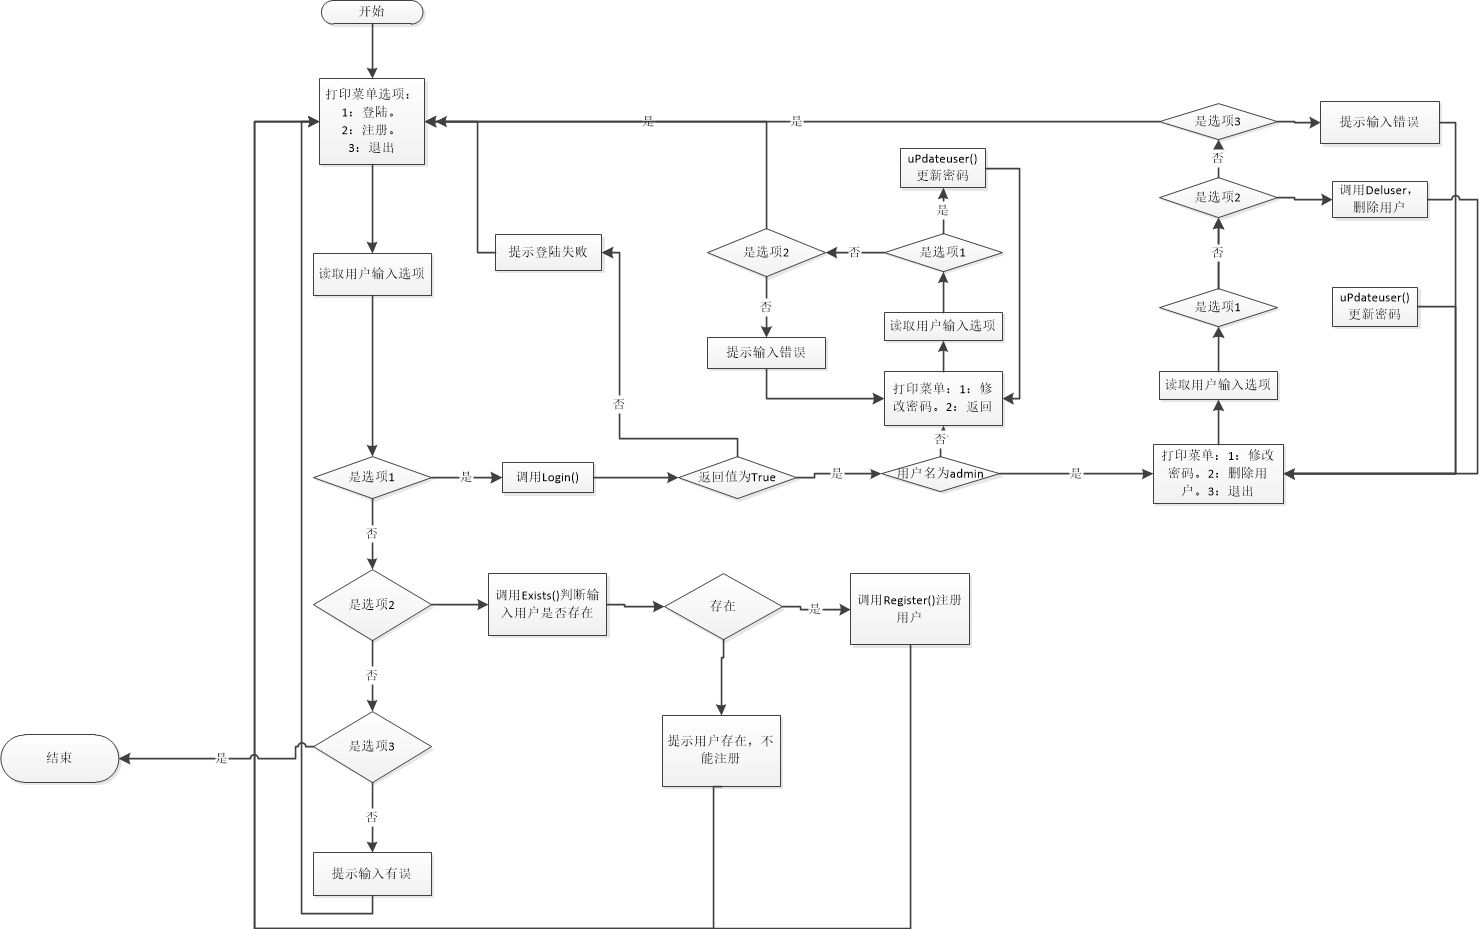 开始
打印菜单选项：
1：登陆。
2：注册。
3：退出
读取用户输入选项
是选项1
是
调用Login()
返回值为True
是
用户名为admin
是
否
提示登陆失败
否
打印菜单：1：修
改密码。2：返回
读取用户输入选项
是选项1
是
uPdateuser()
更新密码
否
是选项2
是
否
提示输入错误
打印菜单：1：修改
密码。2：删除用
户。3：退出
读取用户输入选项
是选项1
否
是选项2
否
是选项3
是
提示输入错误
调用Deluser，
删除用户
uPdateuser()
更新密码
否
是选项2
调用Exists()判断输
入用户是否存在
存在
是
调用Register()注册
用户
提示用户存在，不
能注册
否
是选项3
是
结束
否
提示输入有误